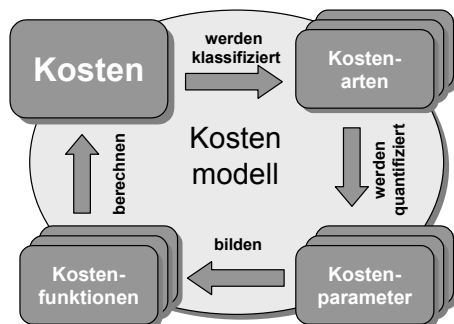 Kosten
werden
klassifiziert
Kosten-
arten
Kosten
modell
berechnen
werden
quantifiziert
bilden
Kosten-
funktionen
Kosten-
parameter